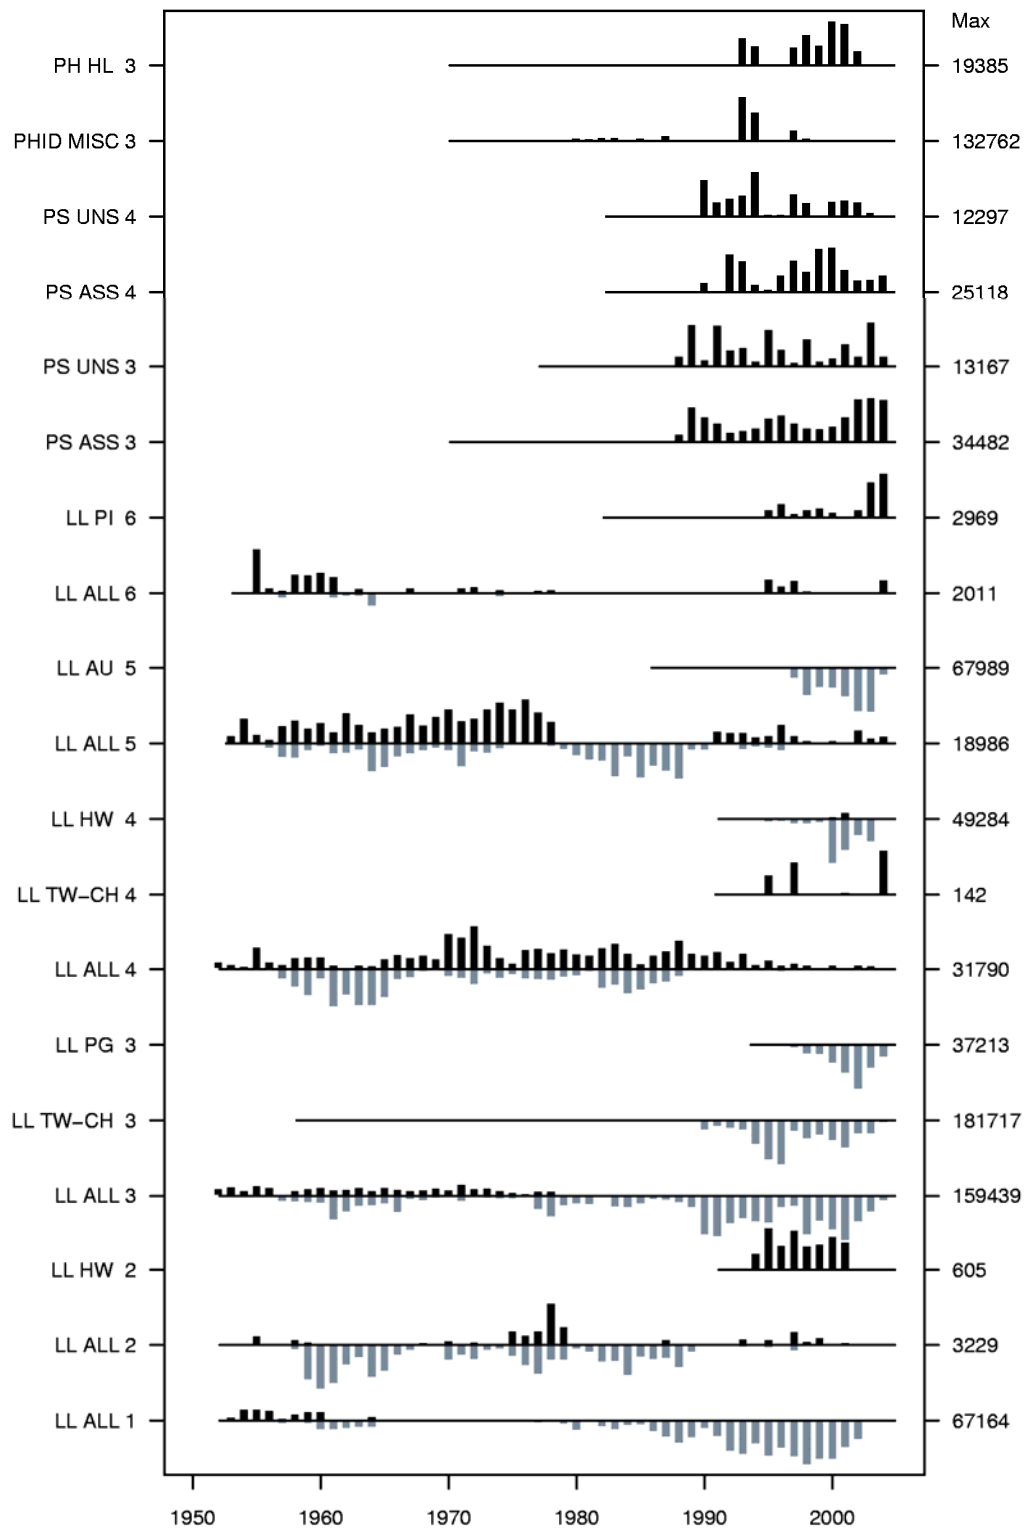 Max
PH HL 3 19385
PHID MISC 3 132762
PS UNS 4 12297
PS ASS 4 25118
PS UNS 3 13167
PS ASS 3 34482
LL PI 6 2969
LL ALL 6 2011
LL AU 5 67989
LL ALL 5 18986
LL HW 4 49284
LL TW–CH 4 142
LL ALL 4 31790
LL PG 3 37213
LL TW–CH 3 181717
LL ALL 3 159439
LL HW 2 605
LL ALL 2 3229
LL ALL 1 67164
1950 1960 1970 1980 1990 2000